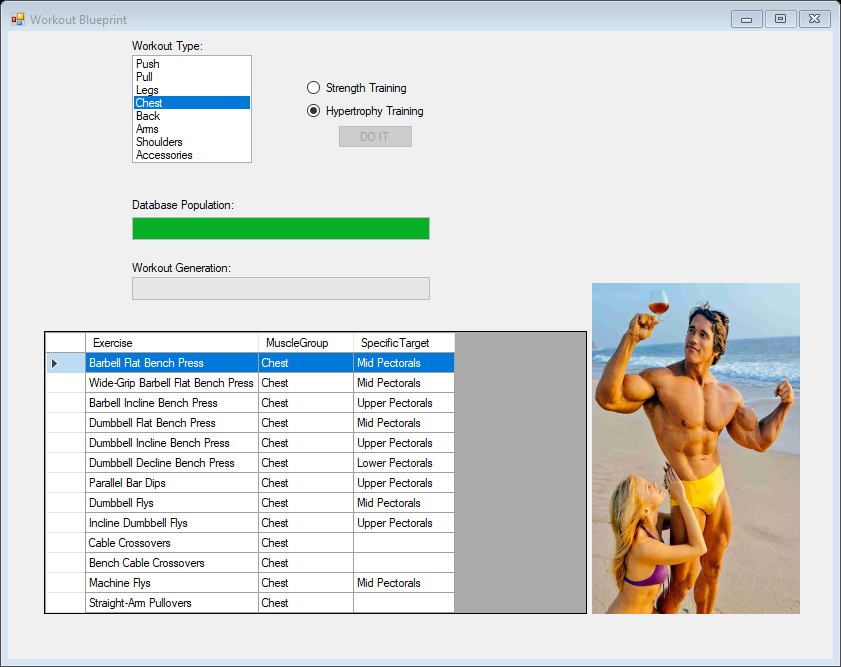 Workout Blueprint
Workout Type:
Push
Pull
Legs
Chest
Back
Arms
Shoulders
Accessories
Strength Training
Hypertrophy Training
DO IT
Database Population:
Workout Generation:
Exercise MuscleGroup SpecificTarget
Barbell Flat Bench Press Chest Mid Pectorals
Wide-Grip Barbell Flat Bench Press Chest Mid Pectorals
Barbell Incline Bench Press Chest Upper Pectorals
Dumbbell Flat Bench Press Chest Mid Pectorals
Dumbbell Incline Bench Press Chest Upper Pectorals
Dumbbell Decline Bench Press Chest Lower Pectorals
Parallel Bar Dips Chest Upper Pectorals
Dumbbell Flys Chest Mid Pectorals
Incline Dumbbell Flys Chest Upper Pectorals
Cable Crossovers Chest
Bench Cable Crossovers Chest
Machine Flys Chest Mid Pectorals
Straight-Arm Pullovers Chest